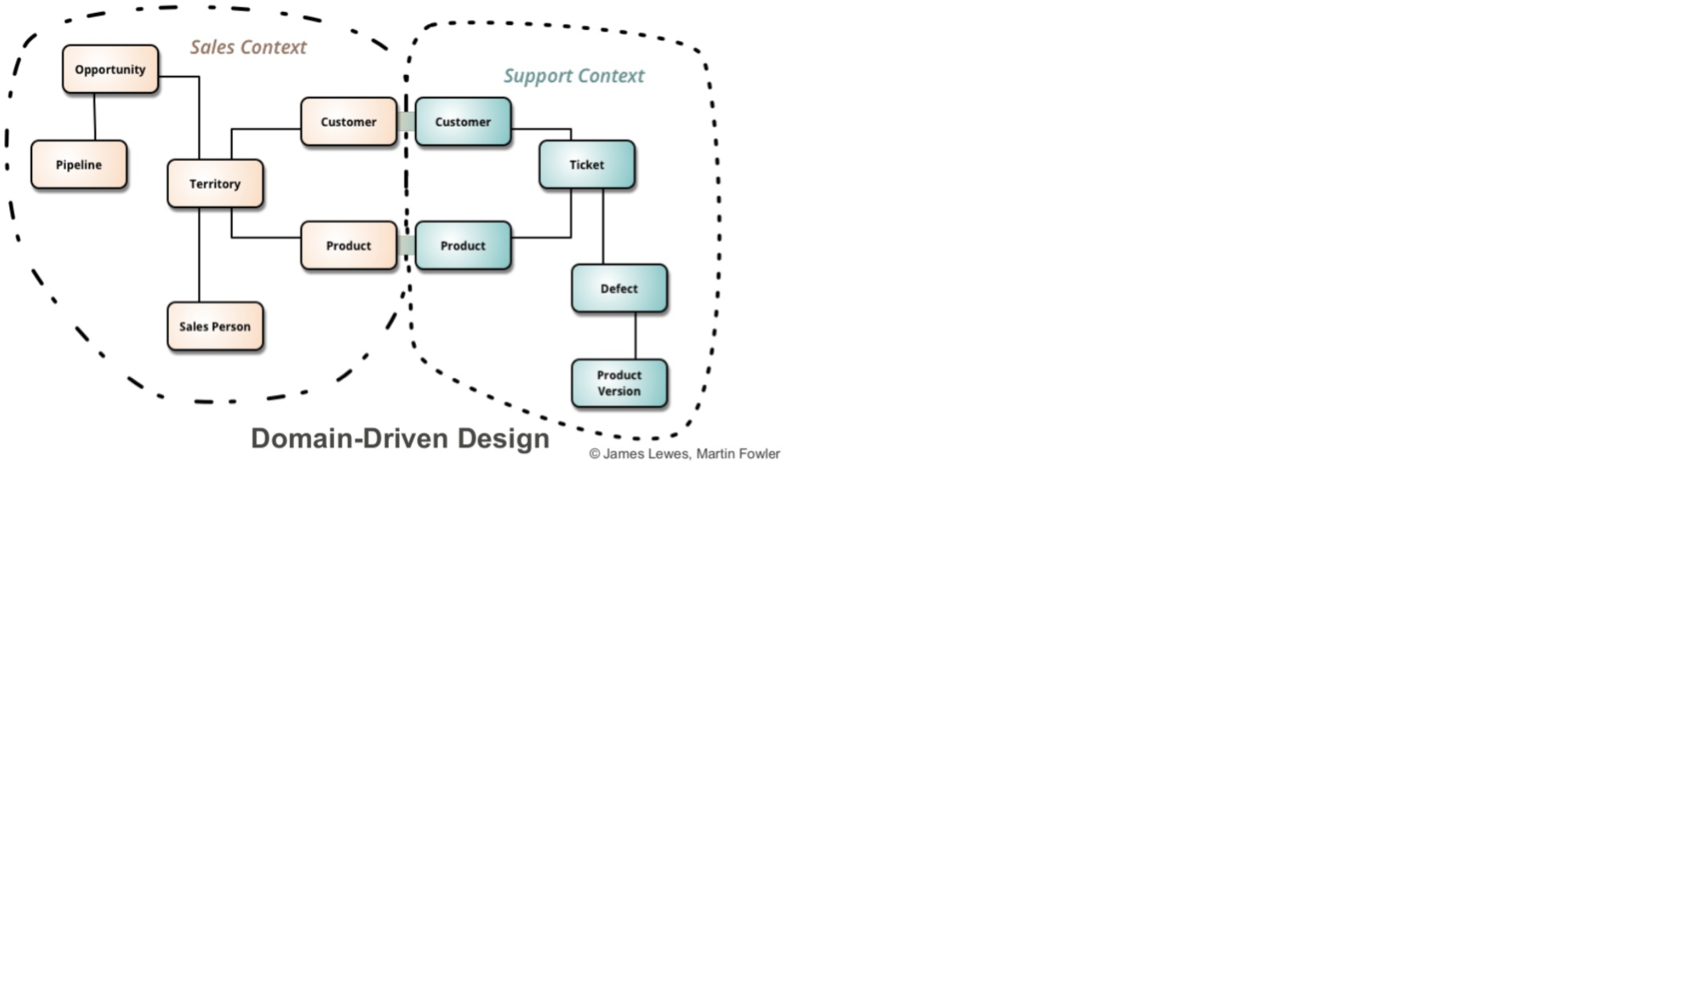 Sales Context
Opportunity
Support Context
Customer
Customer
Pipeline
Ticket
Territory
Product
Product
Defect
Sales Person
Product
Version
Domain-Driven Design
© James Lewes, Martin Fowler